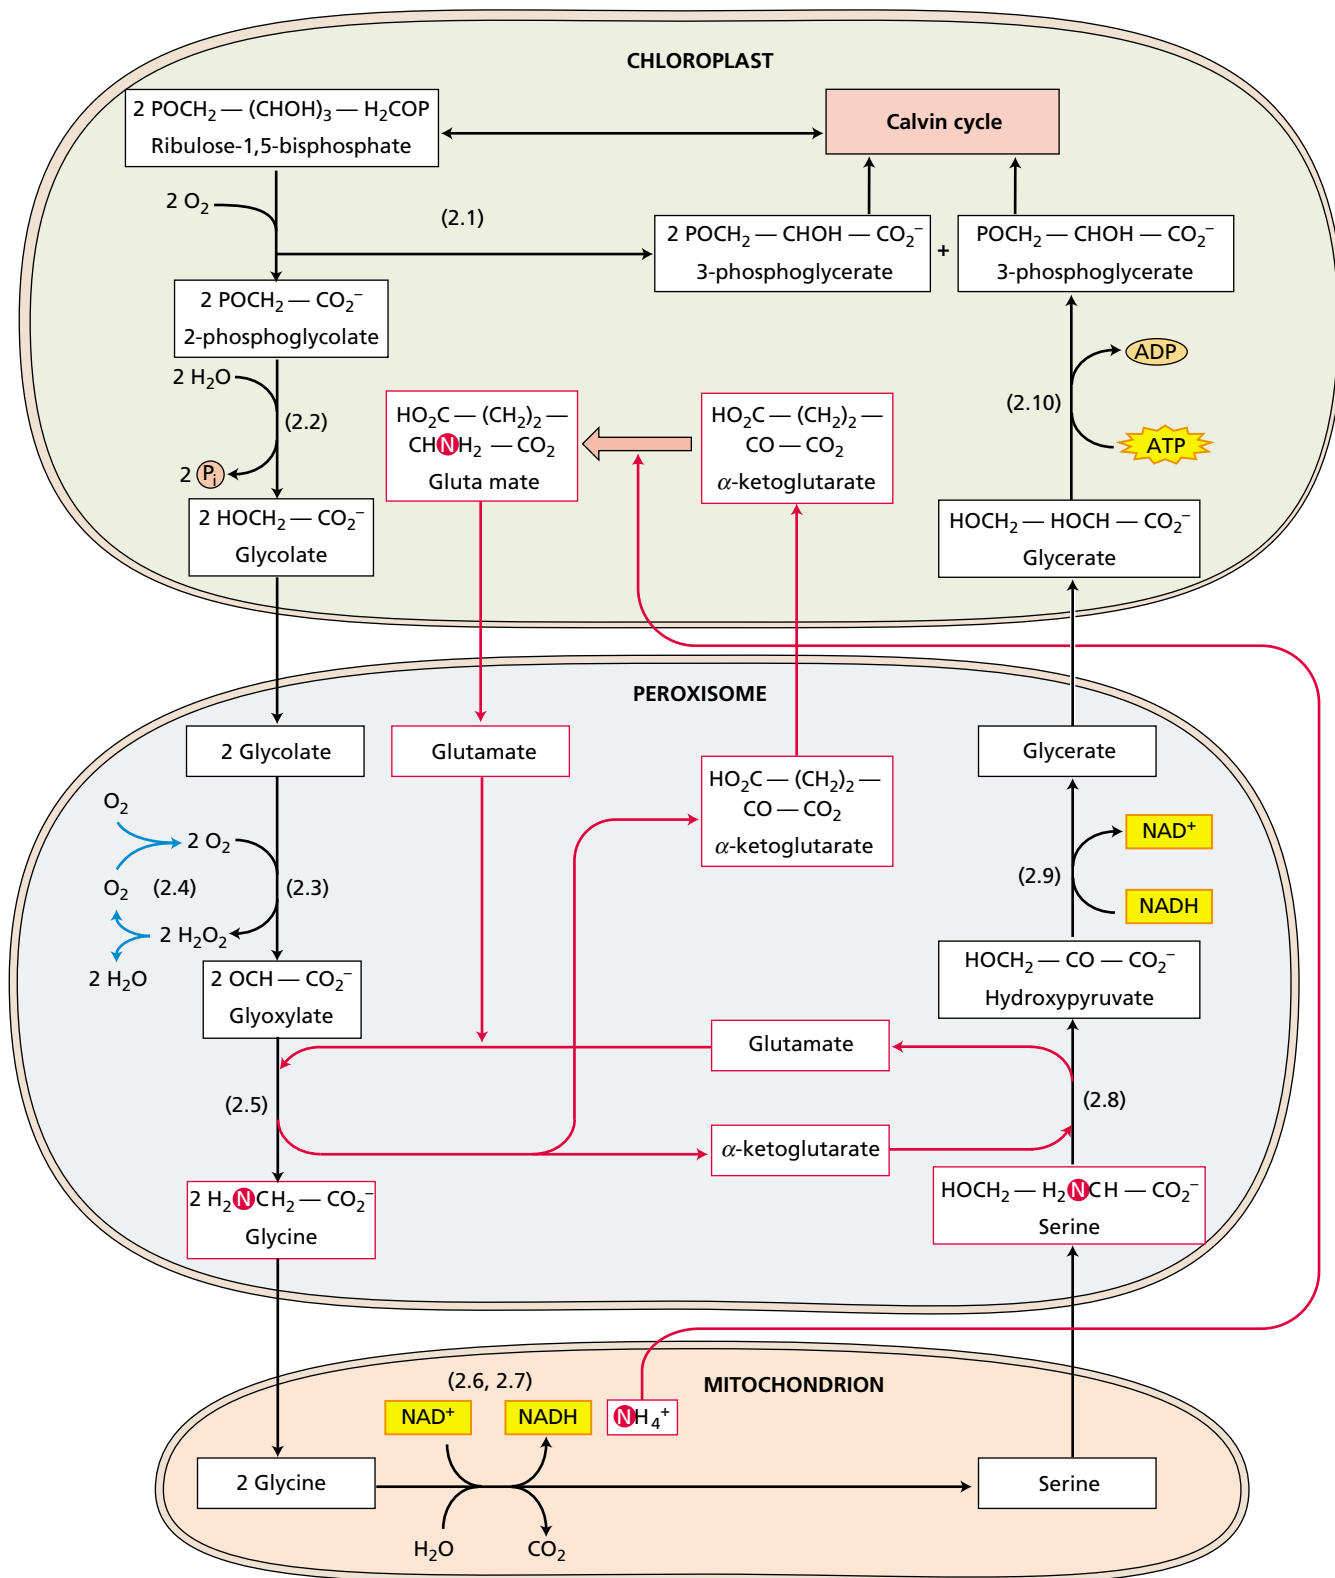 CHLOROPLAST
2 POCH₂ — (CHOH)₃ — H₂COP
Ribulose-1,5-bisphosphate
Calvin cycle
2 O₂
(2.1)
2 POCH₂ — CHOH — CO₂⁻
3-phosphoglycerate
+
POCH₂ — CHOH — CO₂⁻
3-phosphoglycerate
2 POCH₂ — CO₂⁻
2-phosphoglycolate
2 H₂O
(2.2)
2 Pᵢ
HO₂C — (CH₂)₂ —
CHNH₂ — CO₂
Gluta mate
HO₂C — (CH₂)₂ —
CO — CO₂
α-ketoglutarate
ADP
(2.10)
ATP
2 HOCH₂ — CO₂⁻
Glycolate
HOCH₂ — HOCH — CO₂⁻
Glycerate
PEROXISOME
2 Glycolate
Glutamate
HO₂C — (CH₂)₂ —
CO — CO₂
α-ketoglutarate
Glycerate
O₂
2 O₂
O₂
(2.4)
(2.3)
2 H₂O₂
2 H₂O
NAD⁺
(2.9)
NADH
2 OCH — CO₂⁻
Glyoxylate
HOCH₂ — CO — CO₂⁻
Hydroxypyruvate
Glutamate
(2.5)
(2.8)
α-ketoglutarate
2 H₂NCH₂ — CO₂⁻
Glycine
HOCH₂ — H₂NCH — CO₂⁻
Serine
MITOCHONDRION
(2.6, 2.7)
NAD⁺
NADH
NH₄⁺
2 Glycine
Serine
H₂O
CO₂